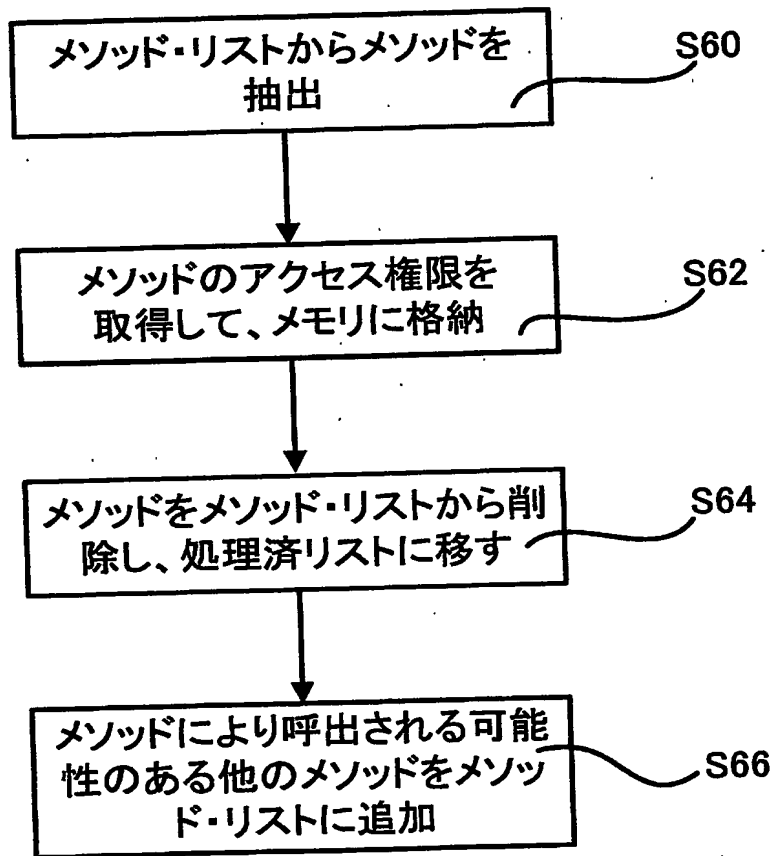 メソッド・リストからメソッドを
抽出
S60
メソッドのアクセス権限を
取得して、メモリに格納
S62
メソッドをメソッド・リストから削
除し、処理済リストに移す
S64
メソッドにより呼出される可能
性のある他のメソッドをメソッ
ド・リストに追加
S66